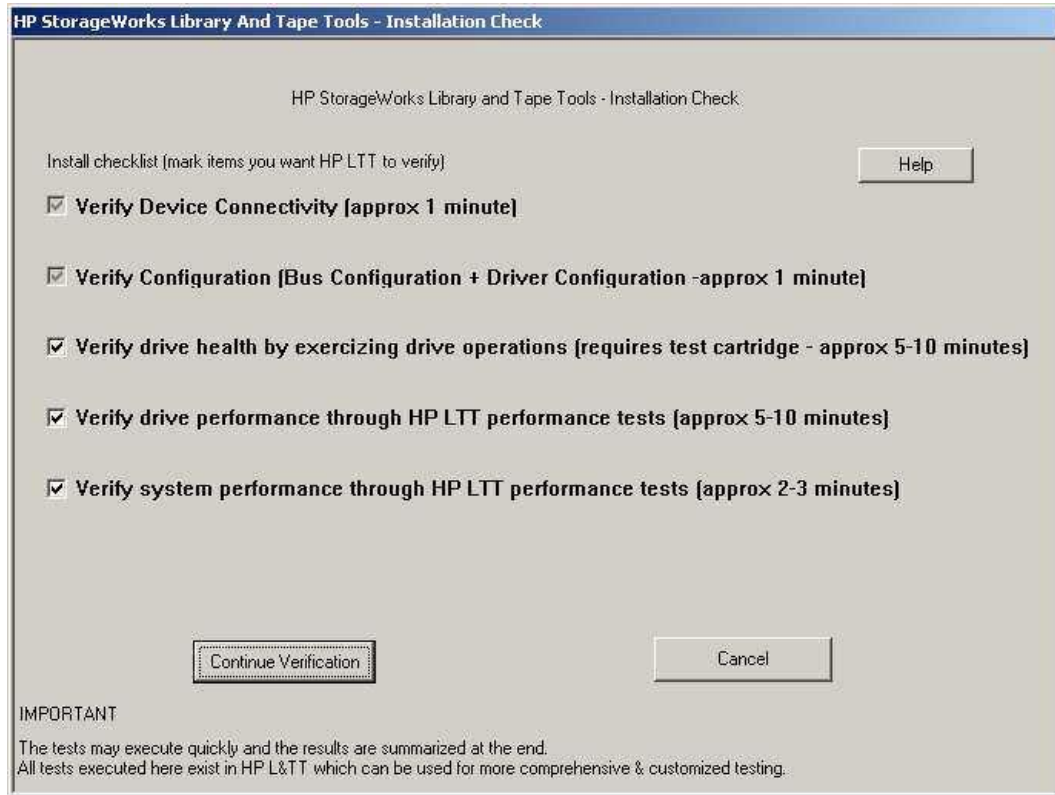 HP StorageWorks Library And Tape Tools - Installation Check
HP StorageWorks Library and Tape Tools - Installation Check
Install checklist (mark items you want HP LTT to verify)
Help
Verify Device Connectivity (approx 1 minute)
Verify Configuration (Bus Configuration + Driver Configuration -approx 1 minute)
Verify drive health by exercizing drive operations (requires test cartridge - approx 5-10 minutes)
Verify drive performance through HP LTT performance tests (approx 5-10 minutes)
Verify system performance through HP LTT performance tests (approx 2-3 minutes)
Continue Verification
Cancel
IMPORTANT
The tests may execute quickly and the results are summarized at the end.
All tests executed here exist in HP L&TT which can be used for more comprehensive & customized testing.